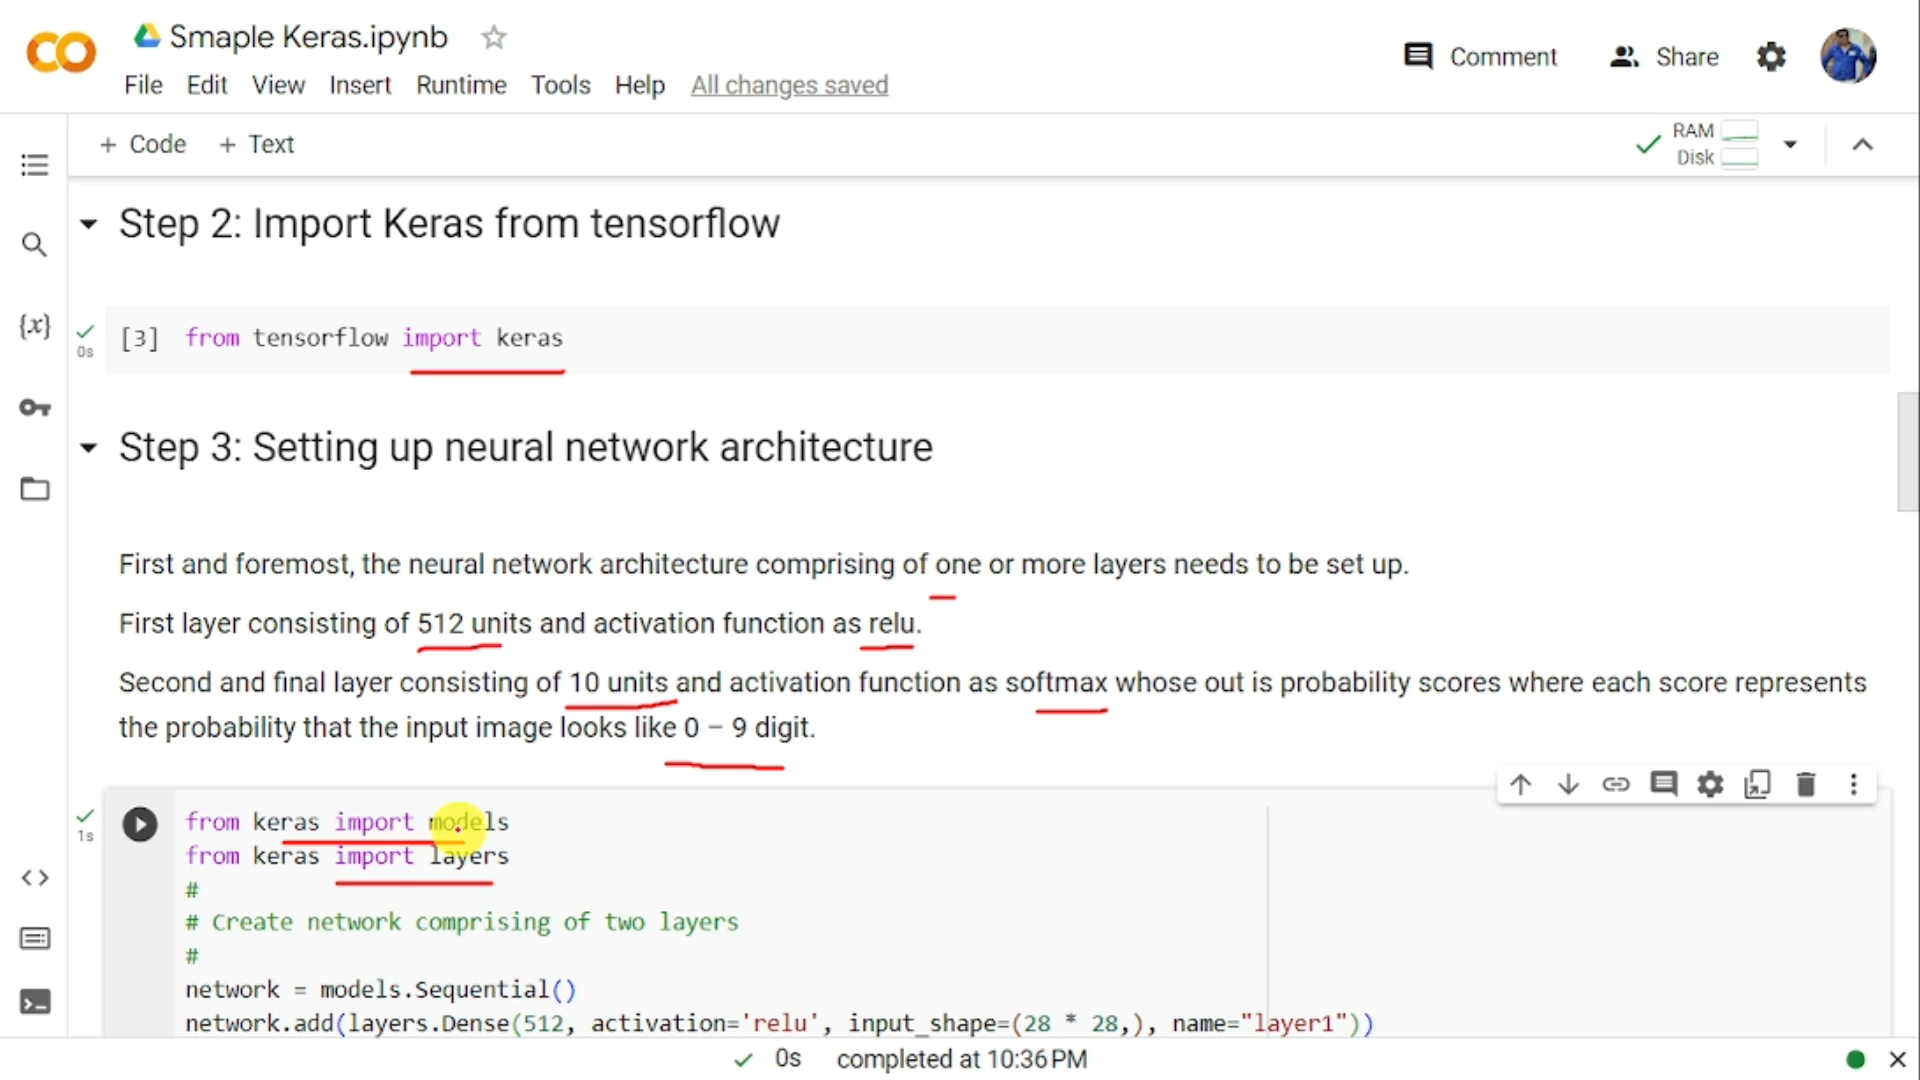 Smaple Keras.ipynb
Comment
Share
File Edit View Insert Runtime Tools Help All changes saved
+ Code + Text
RAM
Disk
Step 2: Import Keras from tensorflow
{x}
0s
[3] from tensorflow import keras
Step 3: Setting up neural network architecture
First and foremost, the neural network architecture comprising of one or more layers needs to be set up.
First layer consisting of 512 units and activation function as relu.
Second and final layer consisting of 10 units and activation function as softmax whose out is probability scores where each score represents
the probability that the input image looks like 0 – 9 digit.
1s
from keras import models
from keras import layers
#
# Create network comprising of two layers
#
network = models.Sequential()
network.add(layers.Dense(512, activation='relu', input_shape=(28 * 28,), name="layer1"))
0s completed at 10:36 PM